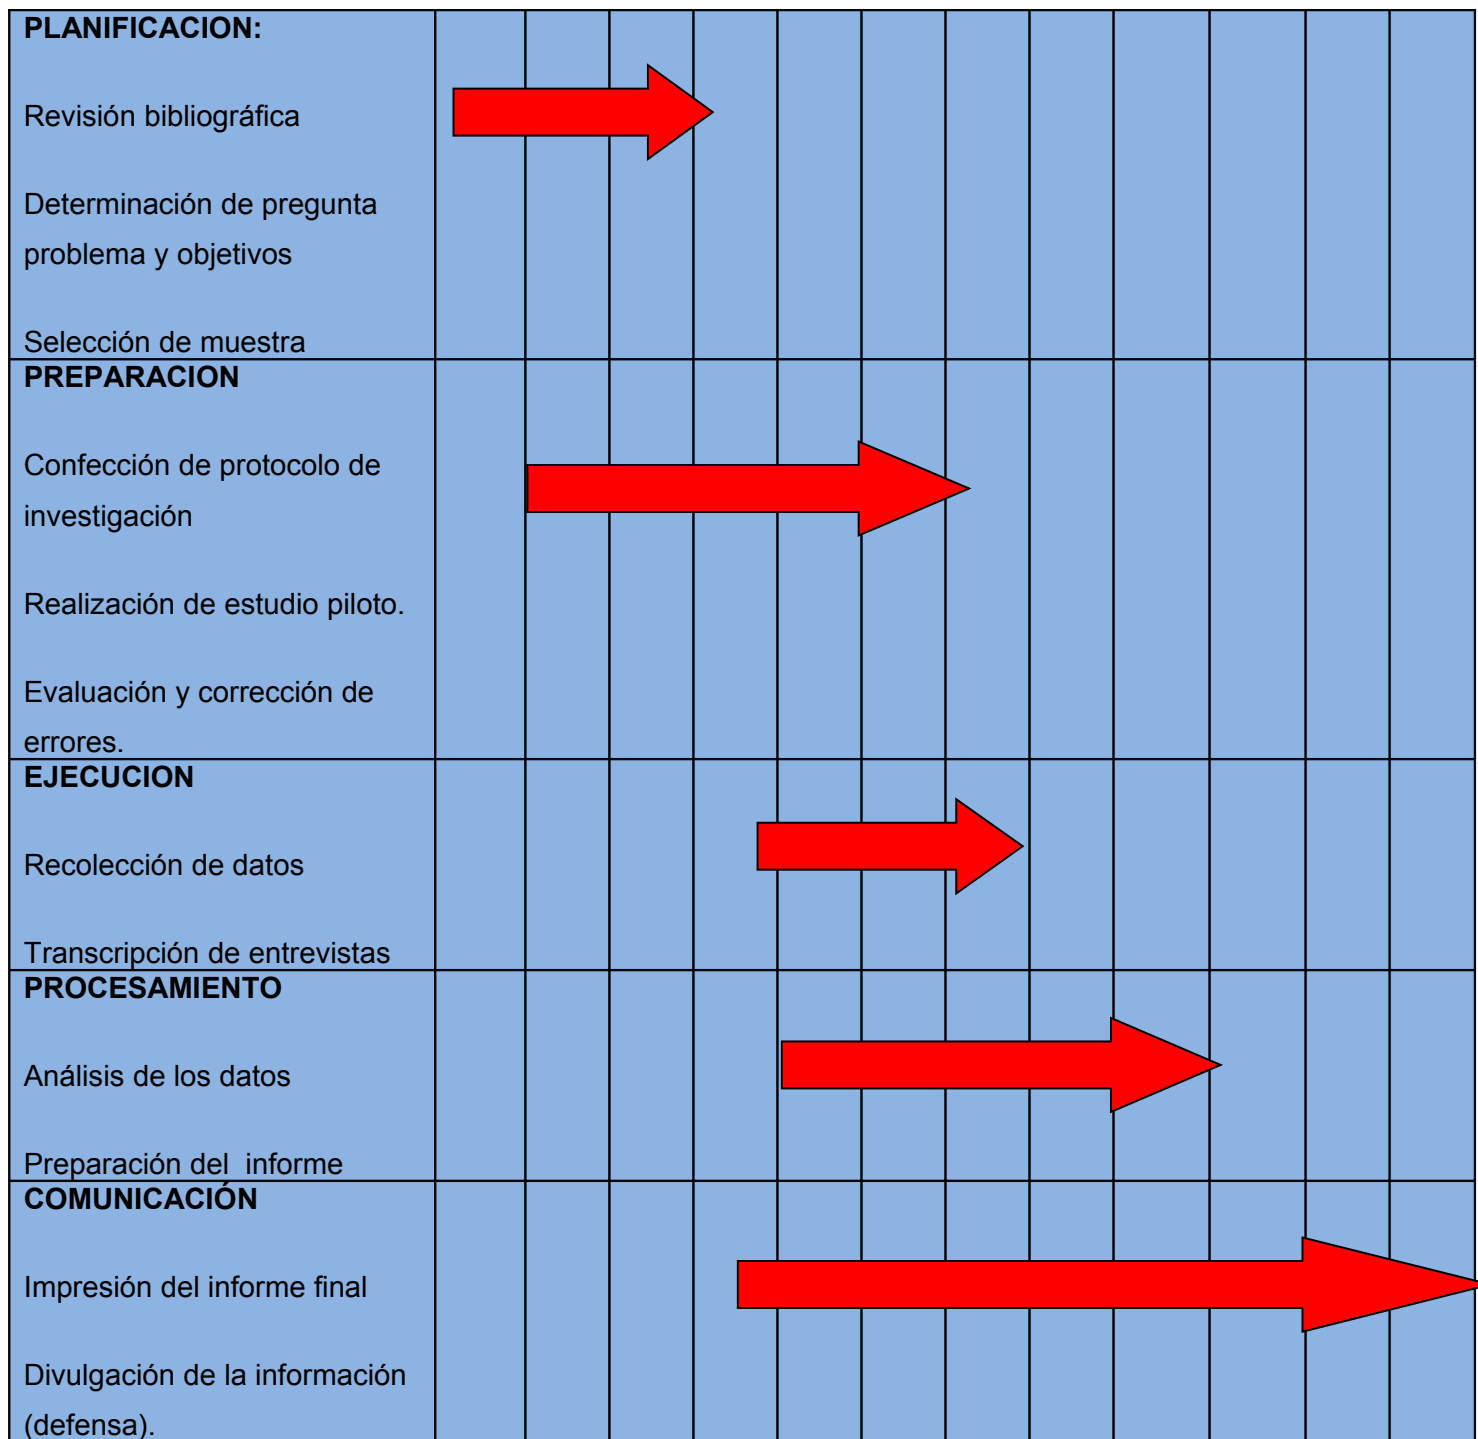 PLANIFICACION:
Revisión bibliográfica
Determinación de pregunta
problema y objetivos
Selección de muestra
PREPARACION
Confección de protocolo de
investigación
Realización de estudio piloto.
Evaluación y corrección de
errores.
EJECUCION
Recolección de datos
Transcripción de entrevistas
PROCESAMIENTO
Análisis de los datos
Preparación del  informe
COMUNICACIÓN
Impresión del informe final
Divulgación de la información
(defensa).